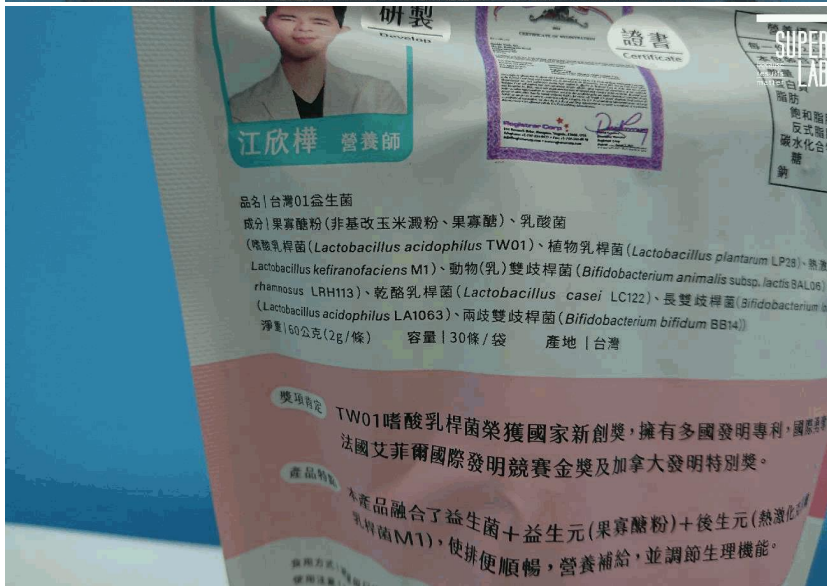 研製
Develop
證書
Certificate
SUPER
LAB
CERTIFICATE OF REGISTRATION
Registrar Corp
脂肪
飽和脂
反式脂
碳水化合
糖
鈉
江欣樺 營養師
品名|台灣01益生菌
成分|果寡醣粉(非基改玉米澱粉、果寡醣)、乳酸菌
(嗜酸乳桿菌(Lactobacillus acidophilus TW01)、植物乳桿菌(Lactobacillus plantarum LP28)、熱激
Lactobacillus kefiranofaciens M1)、動物(乳)雙歧桿菌(Bifidobacterium animalis subsp. lactis BAL06)
rhamnosus LRH113)、乾酪乳桿菌(Lactobacillus casei LC122)、長雙歧桿菌(Bifidobacterium
(Lactobacillus acidophilus LA1063)、兩歧雙歧桿菌(Bifidobacterium bifidum BB14))
淨重|60公克(2g/條) 容量|30條/袋 產地|台灣
獎項肯定
TW01嗜酸乳桿菌榮獲國家新創獎,擁有多國發明專利,國際
法國艾菲爾國際發明競賽金獎及加拿大發明特別獎。
產品特點
本產品融合了益生菌+益生元(果寡醣粉)+後生元(熱激化
乳桿菌M1),使排便順暢,營養補給,並調節生理機能。